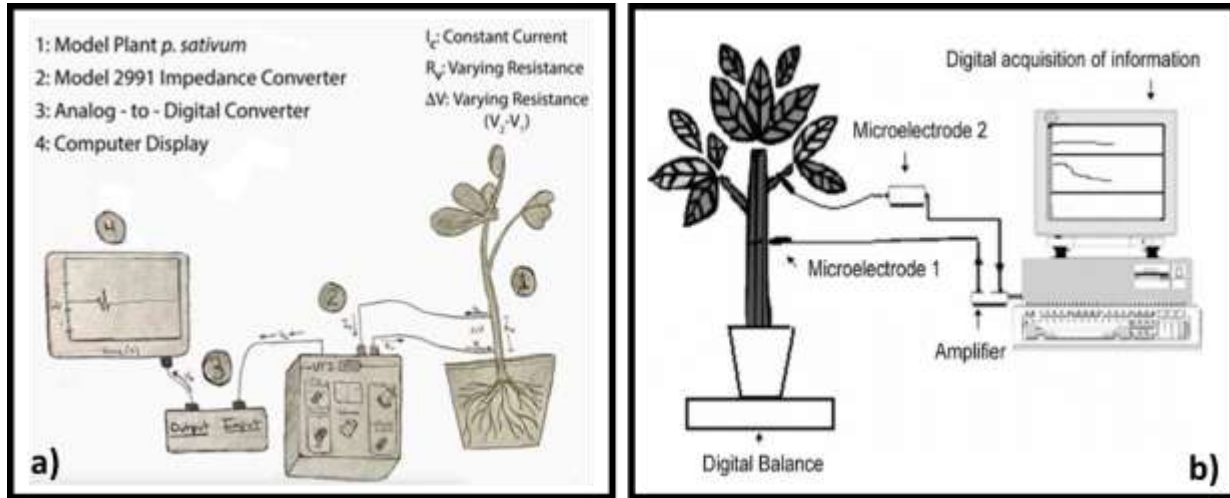 1: Model Plant p. sativum
2: Model 2991 Impedance Converter
3: Analog - to - Digital Converter
4: Computer Display
I꜀: Constant Current
Rᵥ: Varying Resistance
ΔV: Varying Resistance
(V₂-V₁)
4
3
2
1
Output
a)
Digital acquisition of information
Microelectrode 2
Microelectrode 1
Amplifier
Digital Balance
b)